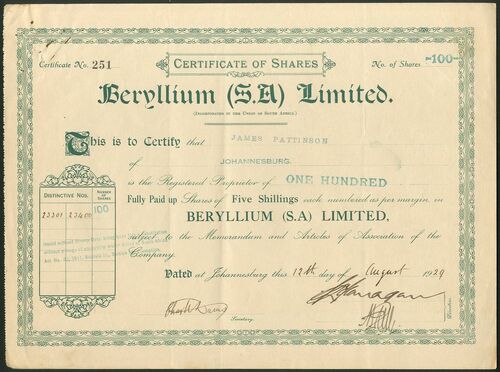 CERTIFICATE OF SHARES
Certificate No. 251
No. of Shares -100-
Beryllium (S.A) Limited.
(INCORPORATED IN THE UNION OF SOUTH AFRICA.)
This is to Certify that JAMES PATTINSON
of JOHANNESBURG.
is the Registered Proprietor of ONE HUNDRED
Fully Paid up Shares of Five Shillings each numbered as per margin, in
BERYLLIUM (S.A) LIMITED,
subject to the Memorandum and Articles of Association of the
Company.
Dated at Johannesburg this 12th day of August 1929
DISTINCTIVE NOS. NUMBER OF SHARES
23301 23400 100
Secretary.
Directors